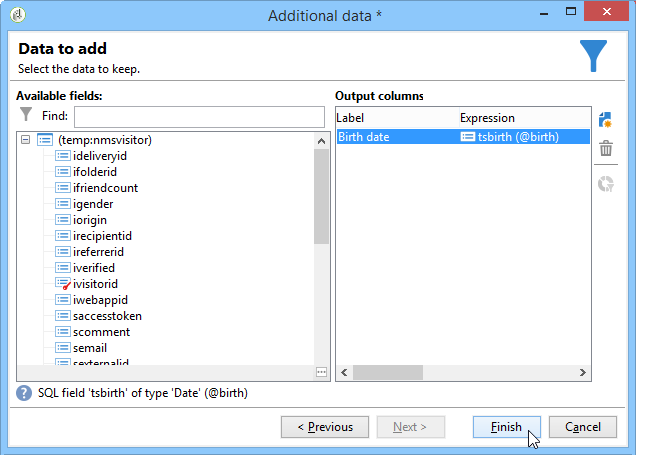 Additional data *
Data to add
Select the data to keep.
Available fields:
Find:
(temp:nmsvisitor)
ideliveryid
ifolderid
ifriendcount
igender
iorigin
irecipientid
ireferrerid
iverified
ivisitorid
iwebappid
saccesstoken
scomment
semail
sexternalid
Output columns
Label Expression
Birth date tsbirth (@birth)
SQL field 'tsbirth' of type 'Date' (@birth)
< Previous
Next >
Finish
Cancel